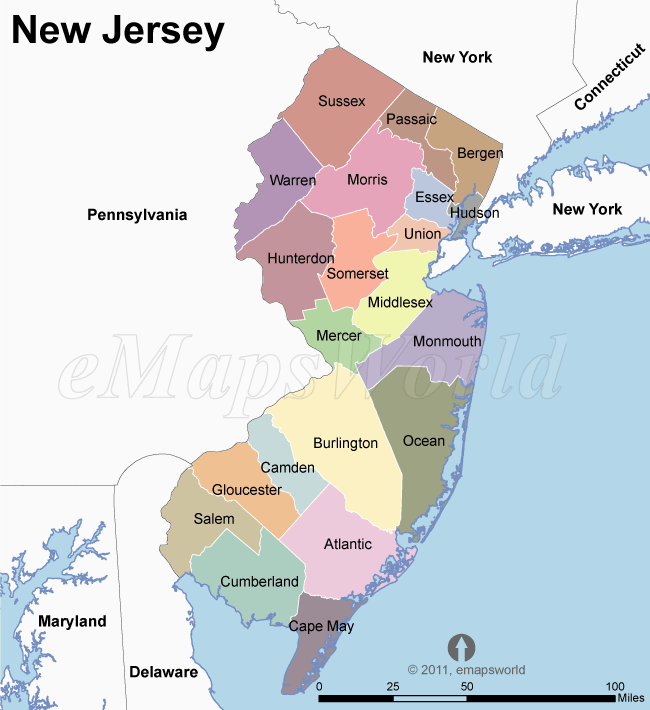 New Jersey
New York
Connecticut
Sussex
Passaic
Bergen
Warren
Morris
Essex
Hudson
New York
Pennsylvania
Union
Hunterdon
Somerset
Middlesex
Mercer
Monmouth
eMapsWorld
Burlington
Ocean
Camden
Gloucester
Salem
Atlantic
Cumberland
Maryland
Cape May
Delaware
© 2011, emapsworld
0 25 50 100
Miles